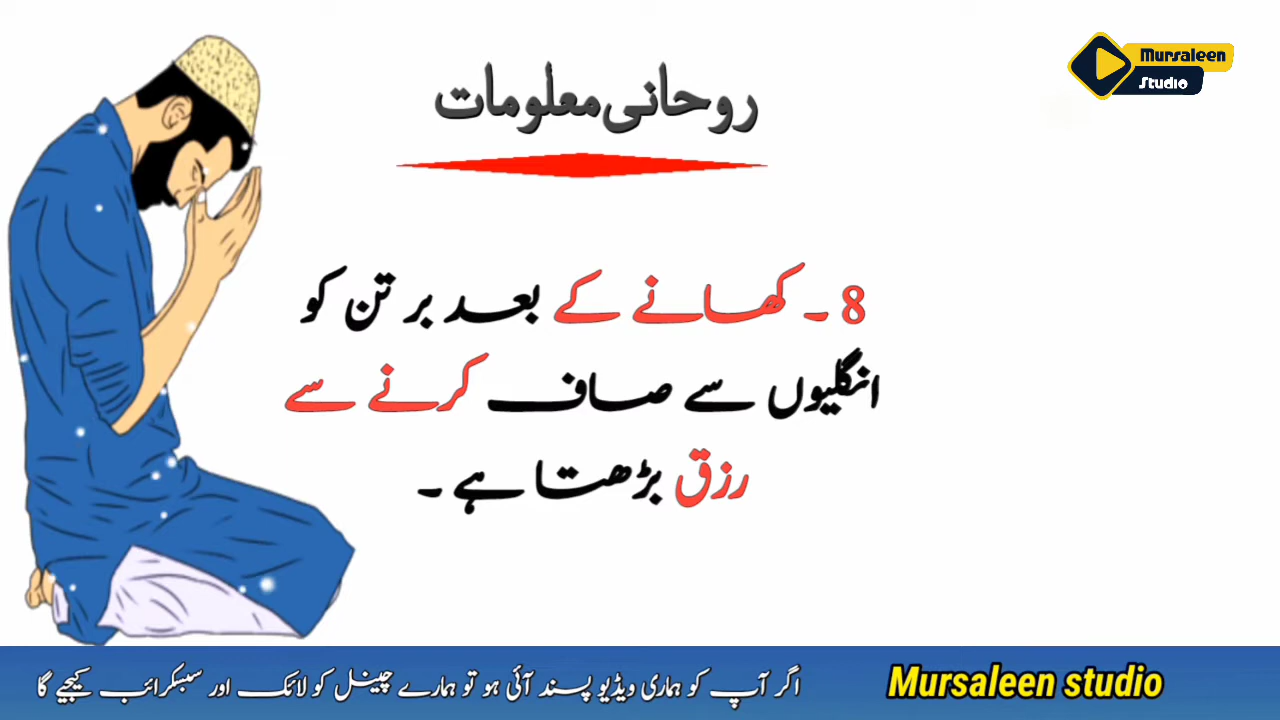 Mursaleen
Studio
روحانی معلومات
8 ۔ کھانے کے بعد برتن کو
انگلیوں سے صاف کرنے سے
رزق بڑھتا ہے ۔
اگر آپ کو ہماری ویڈیو پسند آئی ہو تو ہمارے چینل کو لائک اور سبسکرائب کیجیے گا
Mursaleen studio